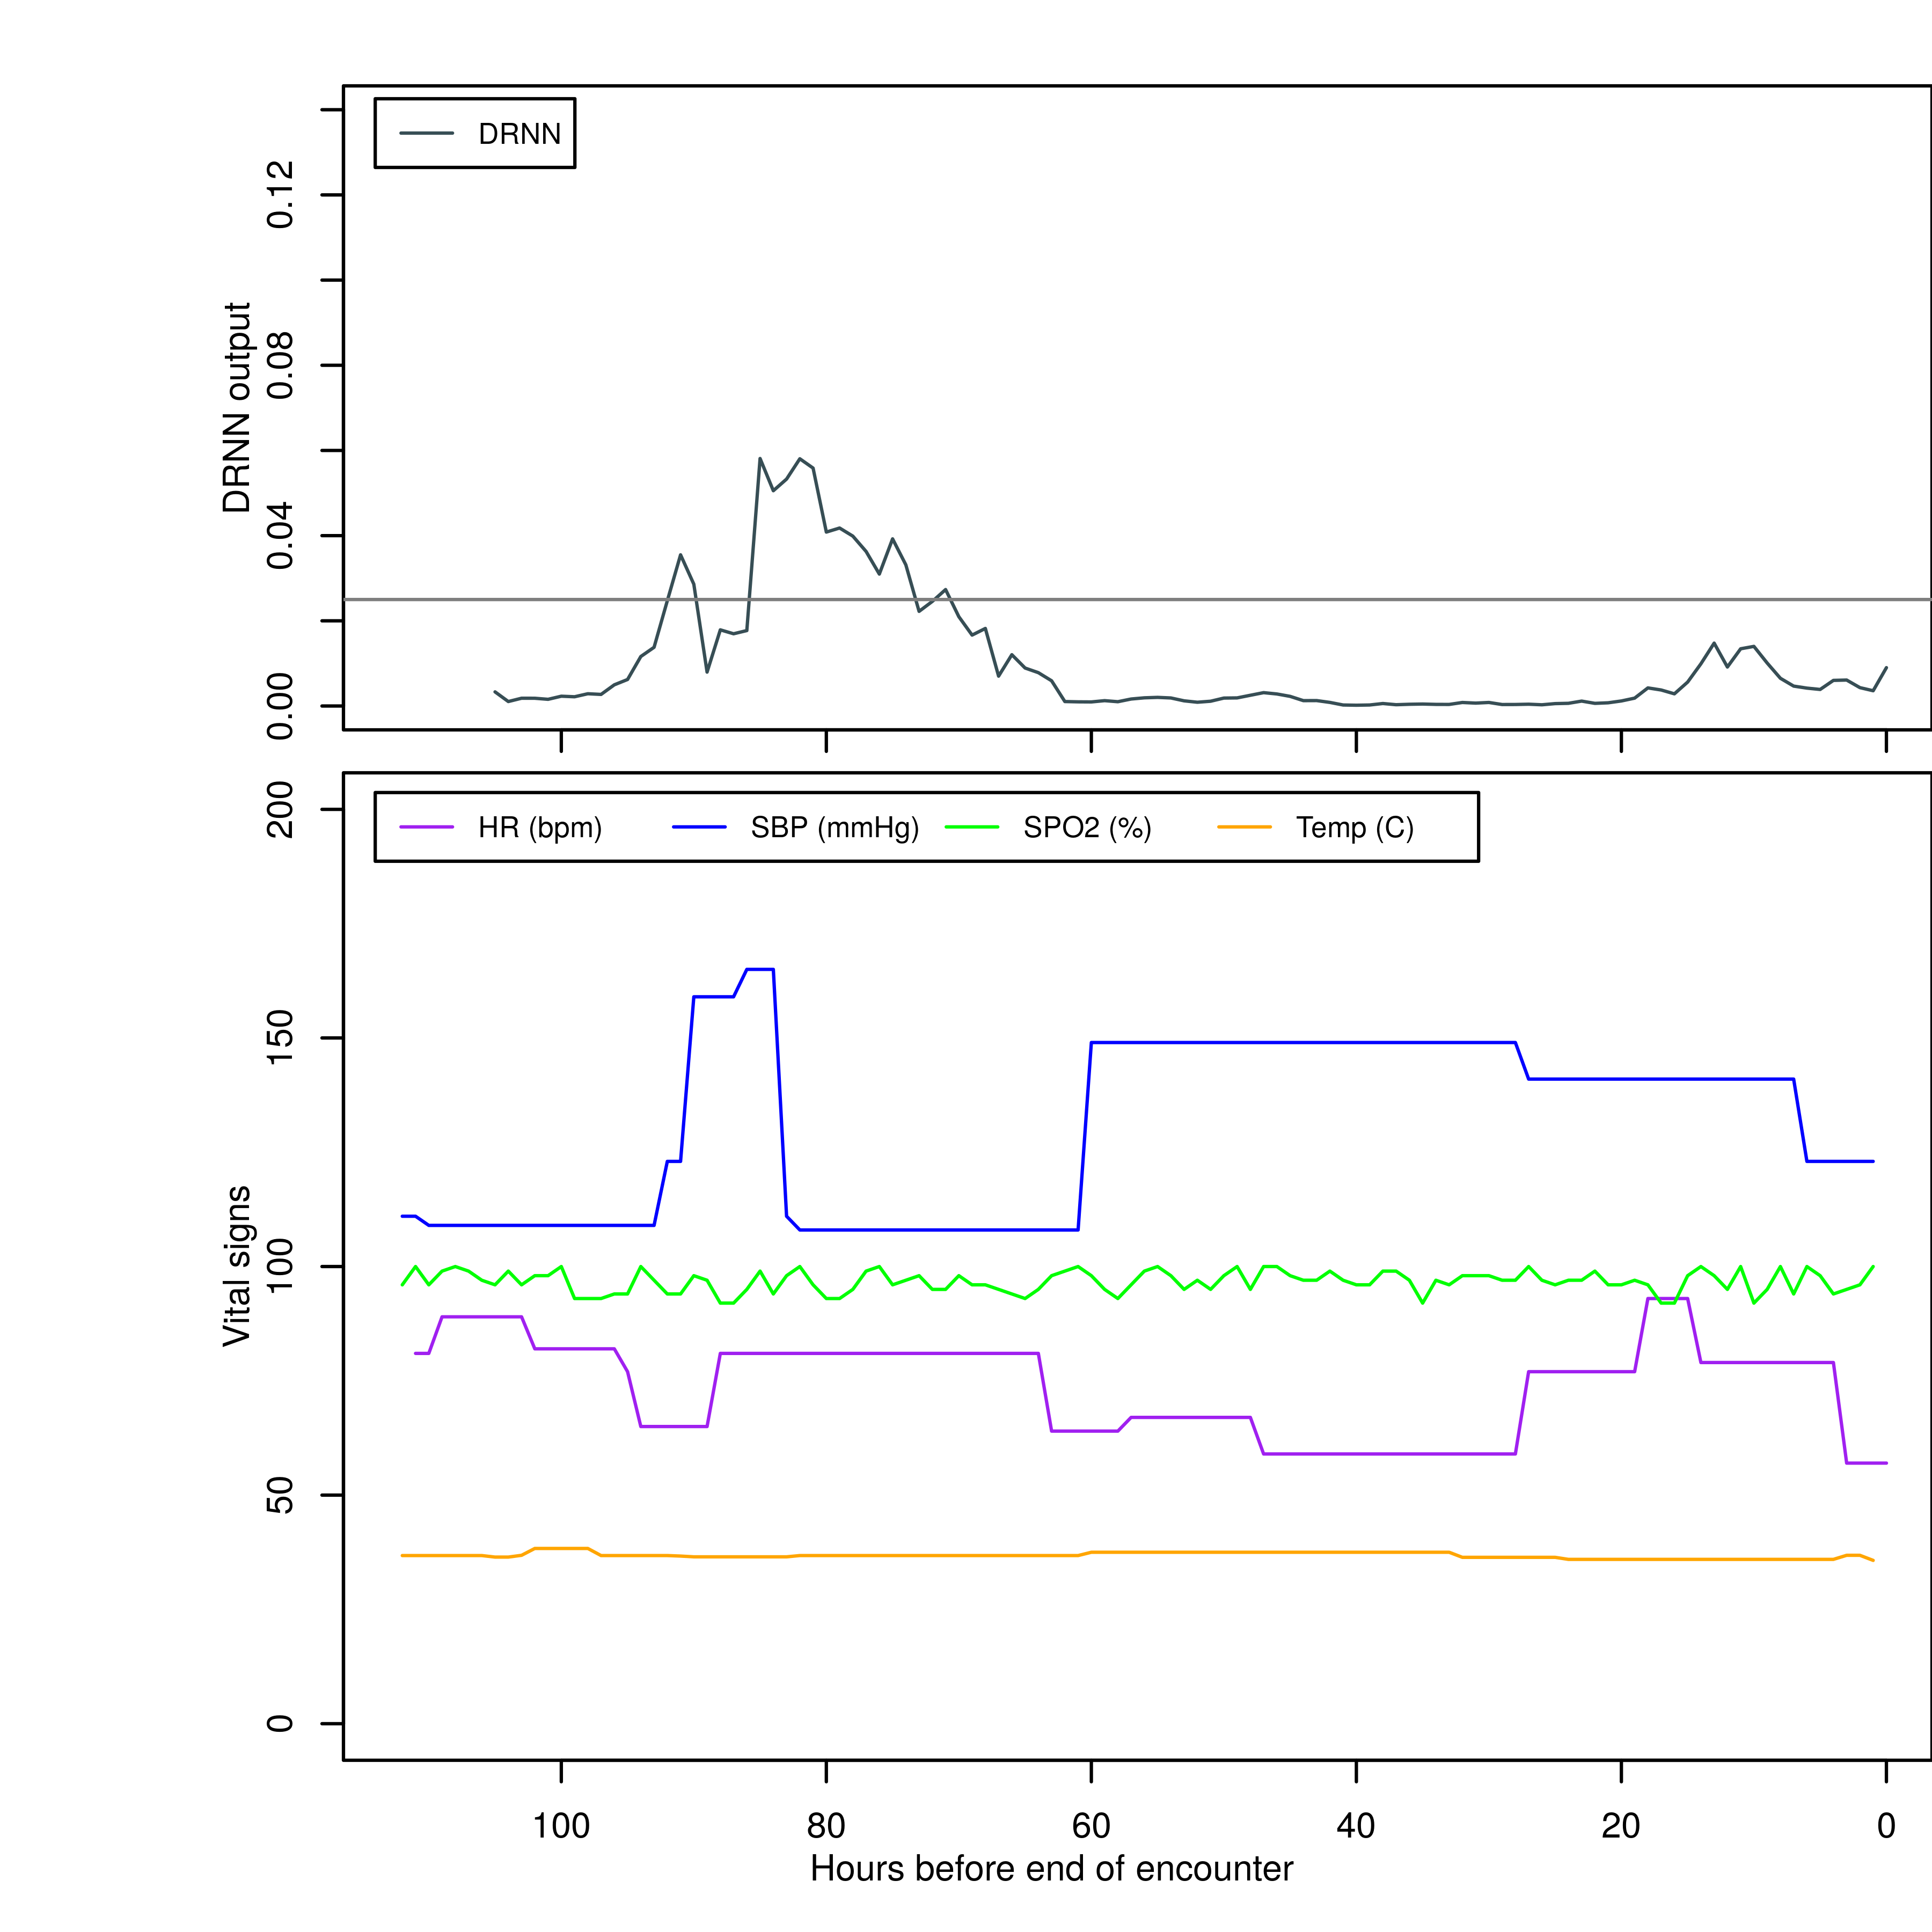 DRNN
DRNN output
0.12
0.08
0.04
0.00
HR (bpm) SBP (mmHg) SPO2 (%) Temp (C)
Vital signs
200
150
100
50
0
100 80 60 40 20 0
Hours before end of encounter